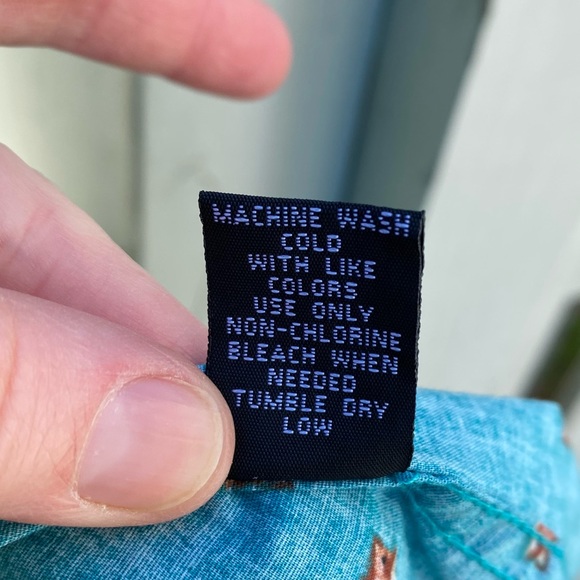 MACHINE WASH
COLD
WITH LIKE
COLORS
USE ONLY
NON-CHLORINE
BLEACH WHEN
NEEDED
TUMBLE DRY
LOW